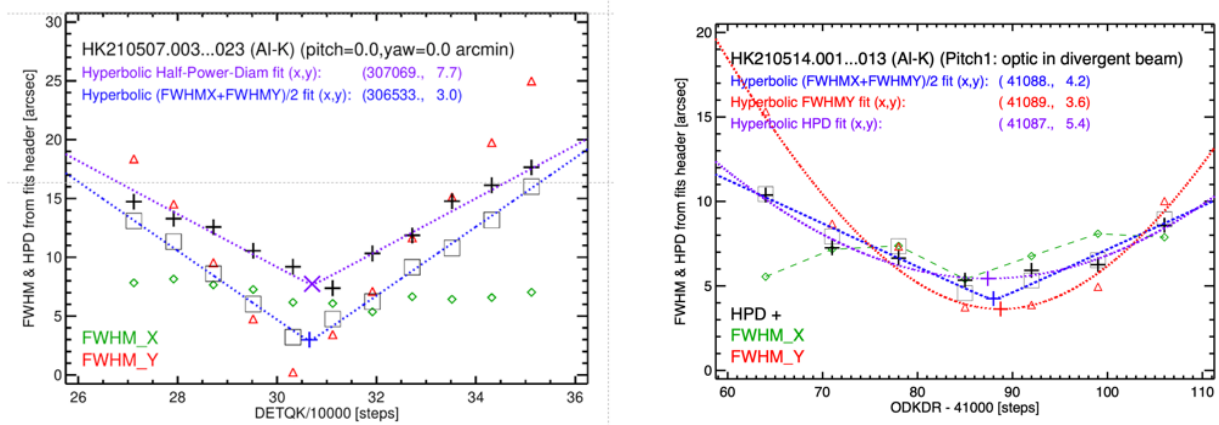 30
25
20
15
10
5
0
FWHM & HPD from fits header [arcsec]
HK210507.003...023 (Al-K) (pitch=0.0,yaw=0.0 arcmin)
Hyperbolic Half-Power-Diam fit (x,y): (307069., 7.7)
Hyperbolic (FWHMX+FWHMY)/2 fit (x,y): (306533., 3.0)
FWHM_X
FWHM_Y
26 28 30 32 34 36
DETQK/10000 [steps]
20
15
10
5
0
FWHM & HPD from fits header [arcsec]
HK210514.001...013 (Al-K) (Pitch1: optic in divergent beam)
Hyperbolic (FWHMX+FWHMY)/2 fit (x,y): ( 41088., 4.2)
Hyperbolic FWHMY fit (x,y): ( 41089., 3.6)
Hyperbolic HPD fit (x,y): ( 41087., 5.4)
HPD +
FWHM_X
FWHM_Y
60 70 80 90 100 110
ODKDR - 41000 [steps]